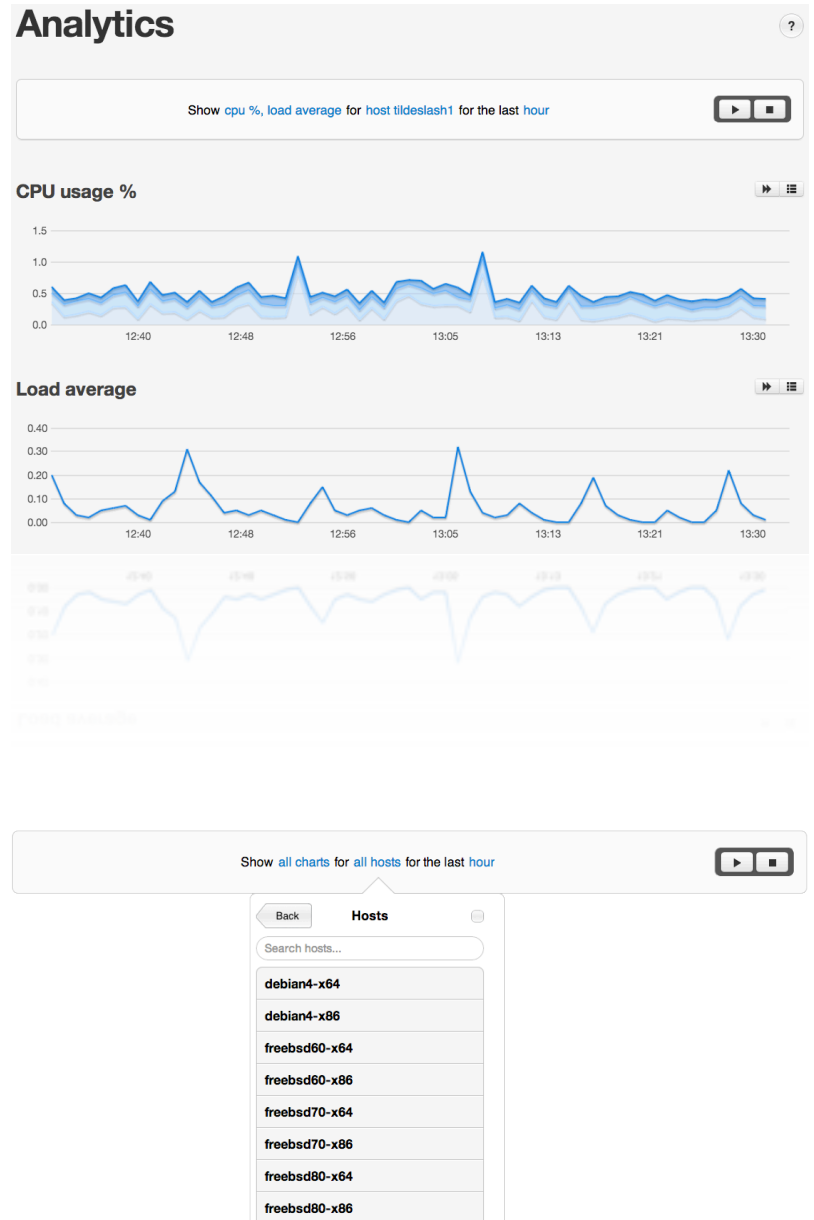 Analytics
?
Show cpu %, load average for host tildeslash1 for the last hour
CPU usage %
1.5
1.0
0.5
0.0
12:40 12:48 12:56 13:05 13:13 13:21 13:30
Load average
0.40
0.30
0.20
0.10
0.00
12:40 12:48 12:56 13:05 13:13 13:21 13:30
Show all charts for all hosts for the last hour
Back Hosts
Search hosts...
debian4-x64
debian4-x86
freebsd60-x64
freebsd60-x86
freebsd70-x64
freebsd70-x86
freebsd80-x64
freebsd80-x86